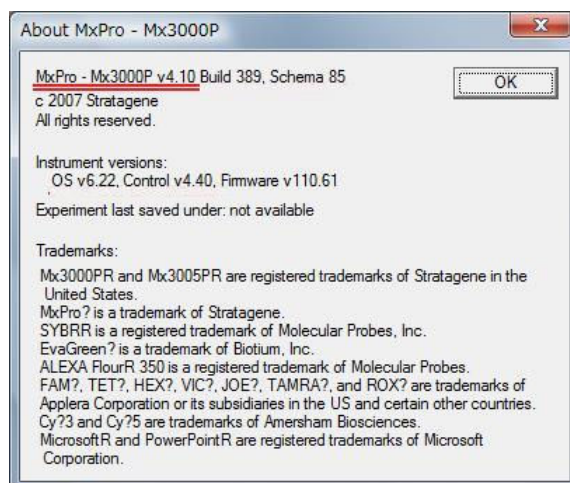 About MxPro - Mx3000P
MxPro - Mx3000P v4.10 Build 389, Schema 85
OK
c 2007 Stratagene
All rights reserved.
Instrument versions:
OS v6.22, Control v4.40, Firmware v110.61
Experiment last saved under: not available
Trademarks:
Mx3000PR and Mx3005PR are registered trademarks of Stratagene in the
United States.
MxPro? is a trademark of Stratagene.
SYBRR is a registered trademark of Molecular Probes, Inc.
EvaGreen? is a trademark of Biotium, Inc.
ALEXA FlourR 350 is a registered trademark of Molecular Probes.
FAM?, TET?, HEX?, VIC?, JOE?, TAMRA?, and ROX? are trademarks of
Applera Corporation or its subsidiaries in the US and certain other countries.
Cy?3 and Cy?5 are trademarks of Amersham Biosciences.
MicrosoftR and PowerPointR are registered trademarks of Microsoft
Corporation.